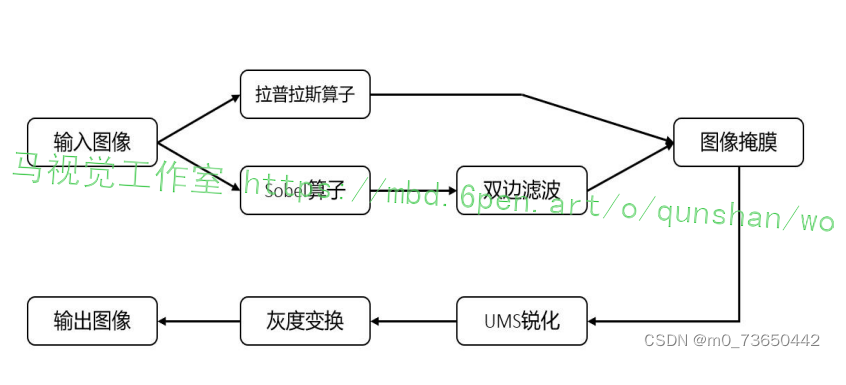 拉普拉斯算子
输入图像
图像掩膜
Sobel算子
双边滤波
马视觉工作室 https://mbd.6pen.art/o/qunshan/wo
输出图像
灰度变换
UMS锐化
CSDN @m0_73650442